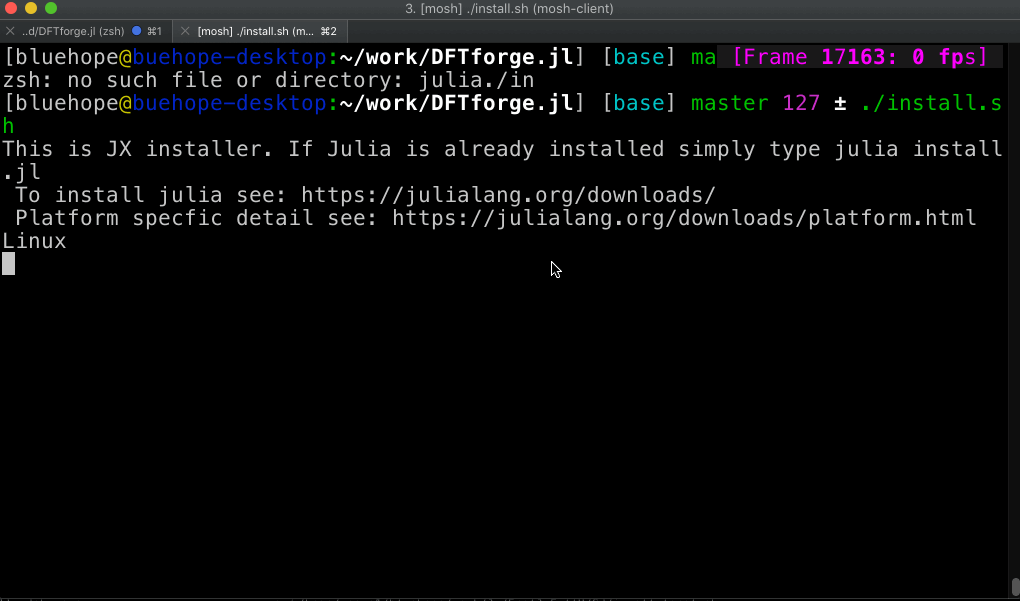 3. [mosh] ./install.sh (mosh-client)
..d/DFTforge.jl (zsh) ⌘1 [mosh] ./install.sh (m... ⌘2
[bluehope@buehope-desktop:~/work/DFTforge.jl] [base] ma [Frame 17163: 0 fps]
zsh: no such file or directory: julia./in
[bluehope@buehope-desktop:~/work/DFTforge.jl] [base] master 127 ± ./install.s
h
This is JX installer. If Julia is already installed simply type julia install
.jl
To install julia see: https://julialang.org/downloads/
Platform specfic detail see: https://julialang.org/downloads/platform.html
Linux